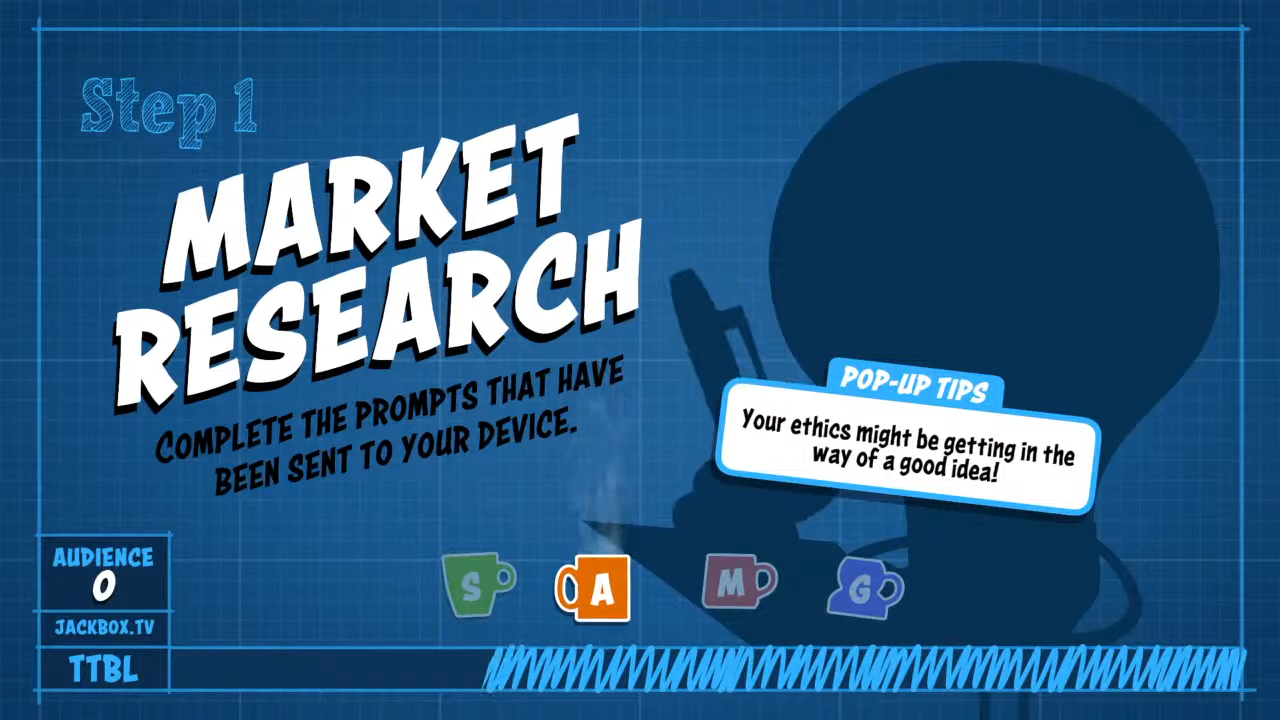 Step 1
MARKET
RESEARCH
COMPLETE THE PROMPTS THAT HAVE
BEEN SENT TO YOUR DEVICE.
POP-UP TIPS
Your ethics might be getting in the
way of a good idea!
AUDIENCE
0
JACKBOX.TV
TTBL
S
A
M
G